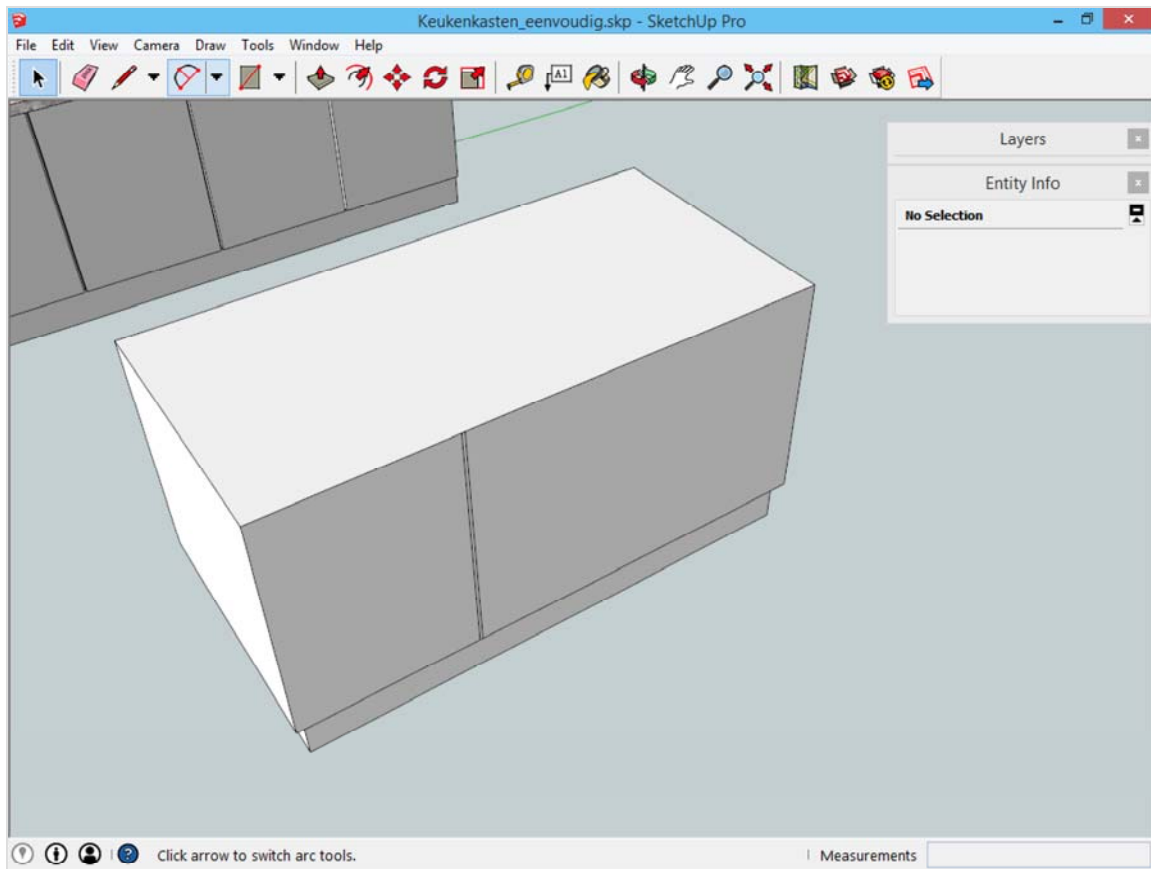 Keukenkasten_eenvoudig.skp - SketchUp Pro
File Edit View Camera Draw Tools Window Help
A1
Layers
Entity Info
No Selection
Click arrow to switch arc tools.
Measurements